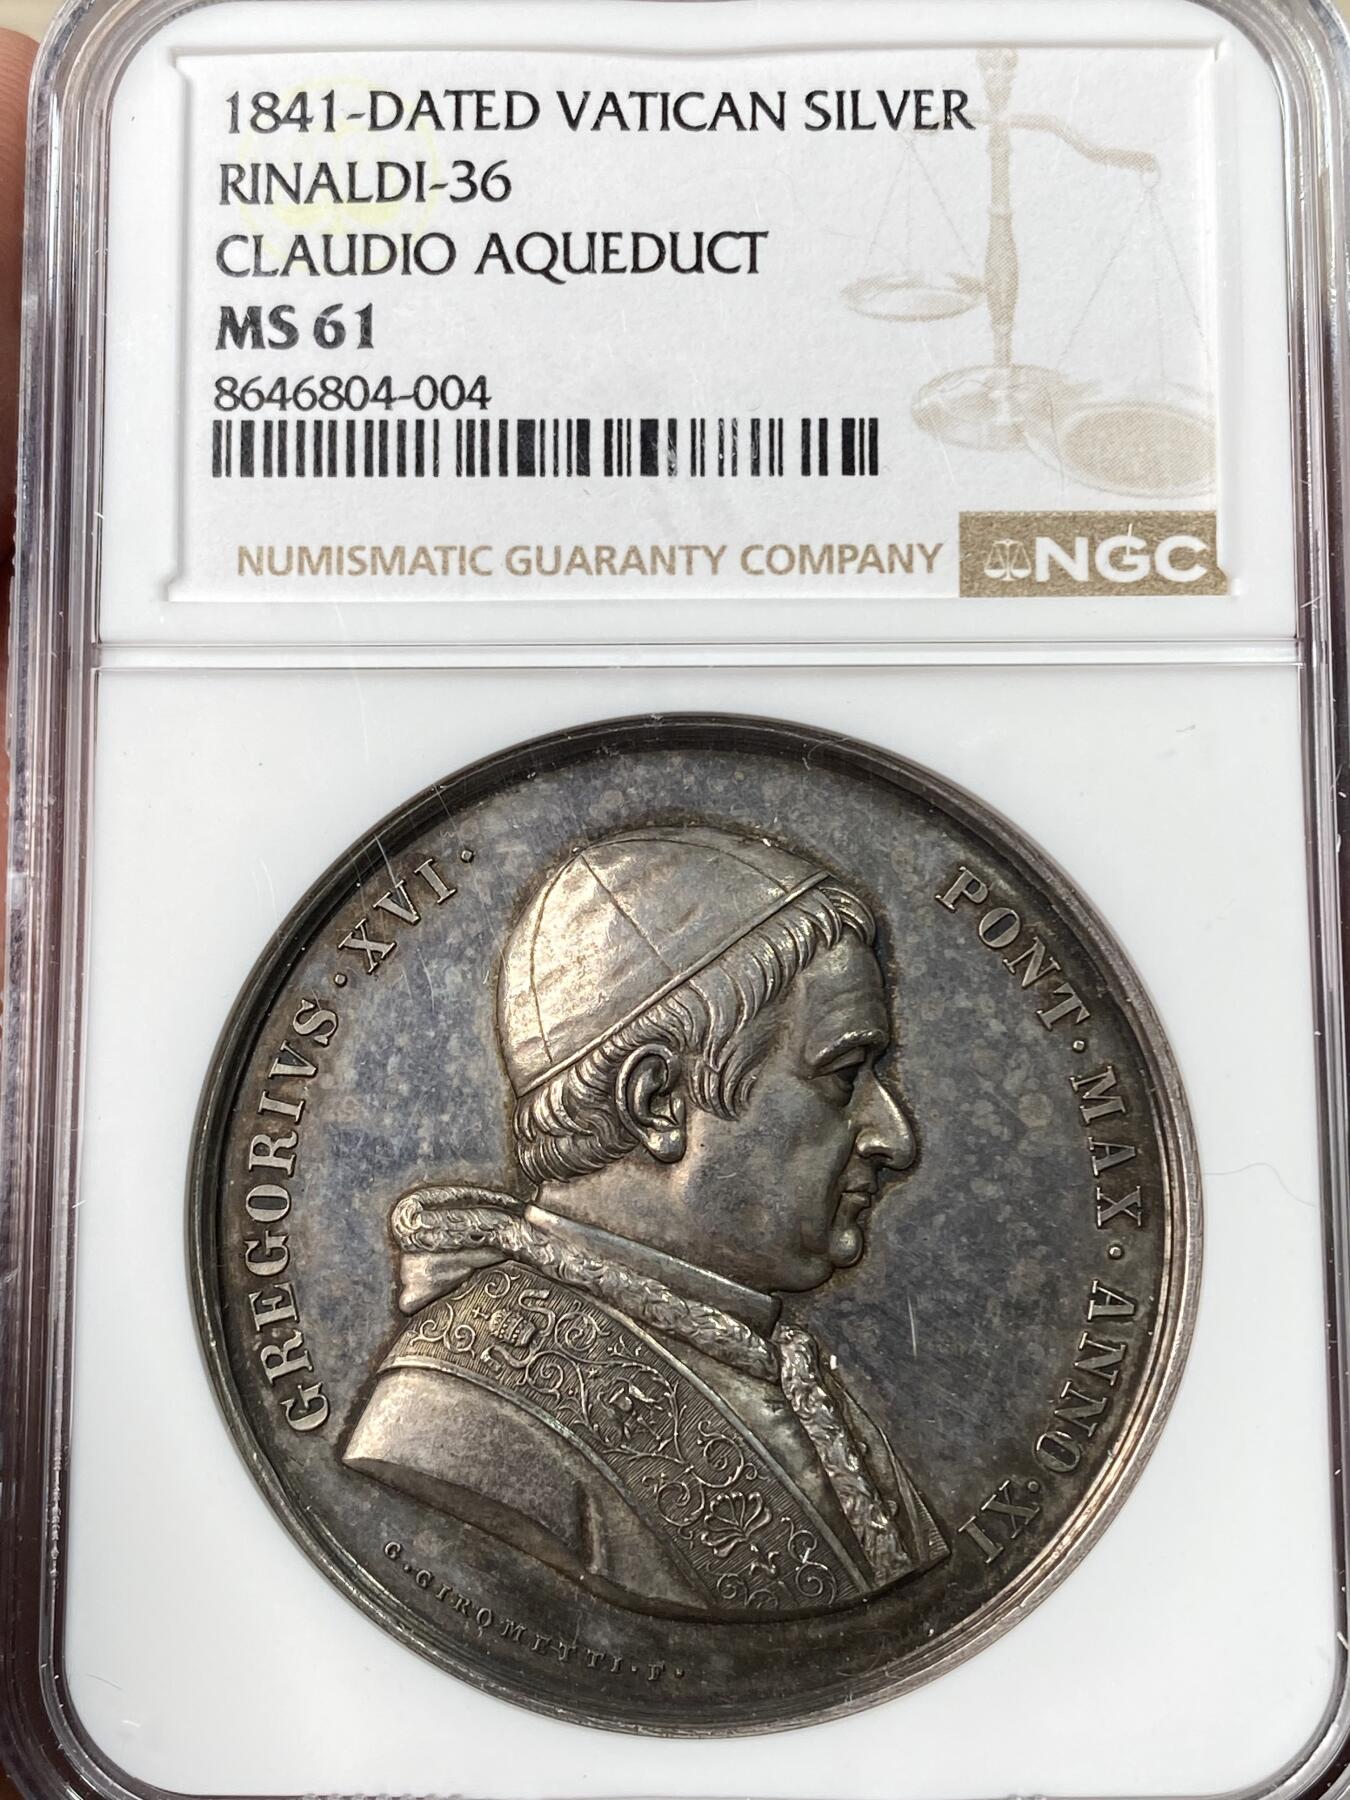 1841-DATED VATICAN SILVER
RINALDI-36
CLAUDIO AQUEDUCT
MS 61
8646804-004
NUMISMATIC GUARANTY COMPANY
NGC
GREGORIVS · XVI ·
PONT · MAX · ANNO · XI
G · GIROMETTI · F ·